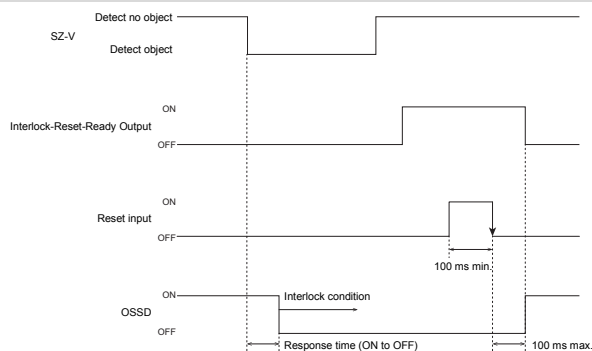 Detect no object
SZ-V
Detect object
ON
Interlock-Reset-Ready Output
OFF
ON
Reset input
OFF
100 ms min.
ON
Interlock condition
OSSD
OFF
Response time (ON to OFF)
100 ms max.